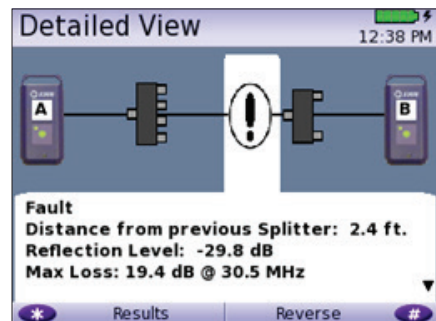 Detailed View
12:38 PM
A
B
Fault
Distance from previous Splitter: 2.4 ft.
Reflection Level: -29.8 dB
Max Loss: 19.4 dB @ 30.5 MHz
* Results Reverse #